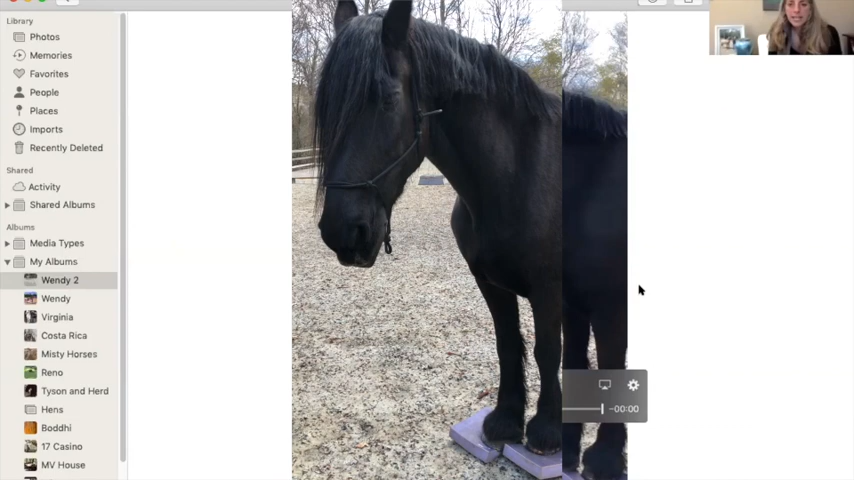 Library
Photos
Memories
Favorites
People
Places
Imports
Recently Deleted
Shared
Activity
Shared Albums
Albums
Media Types
My Albums
Wendy 2
Wendy
Virginia
Costa Rica
Misty Horses
Reno
Tyson and Herd
Hens
Boddhi
17 Casino
MV House
-00:00